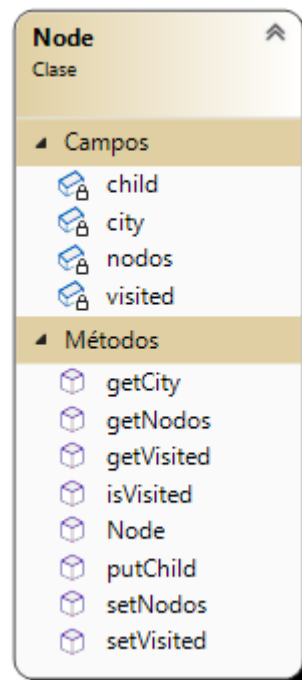 Node
Clase
Campos
child
city
nodos
visited
Métodos
getCity
getNodos
getVisited
isVisited
Node
putChild
setNodos
setVisited